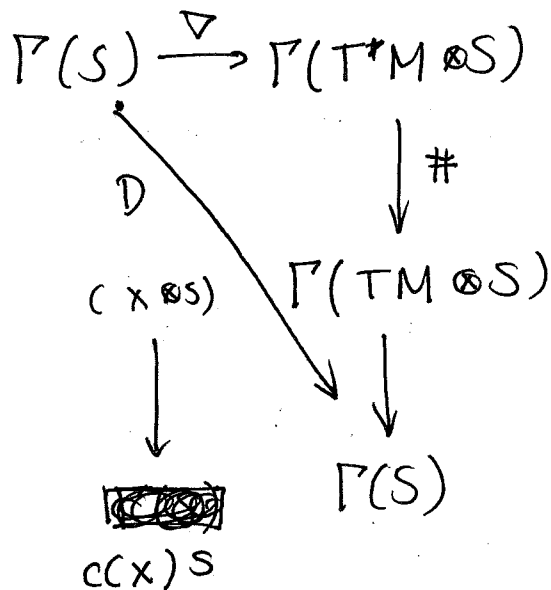 ∇
Γ(S) → Γ(T*M ⊗ S)
D
#
(X ⊗ S)
Γ(TM ⊗ S)
Γ(S)
c(X) S